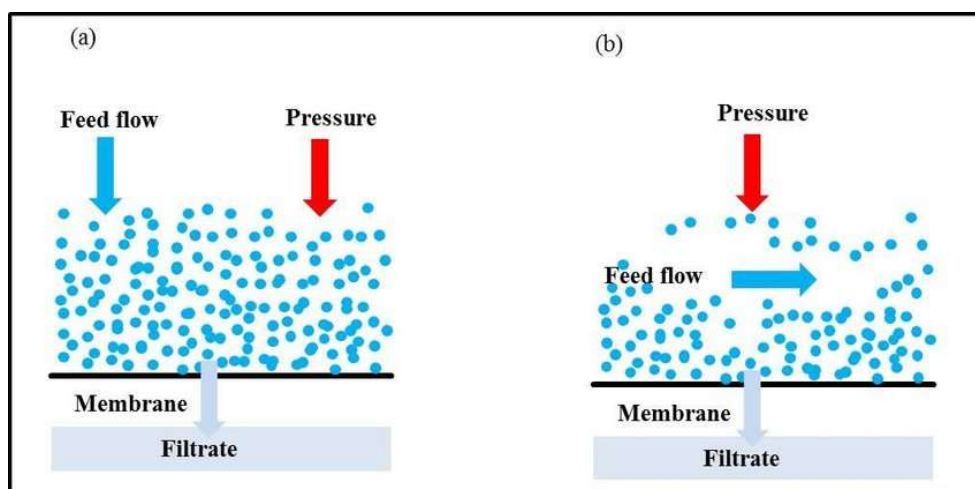 (a)
Feed flow
Pressure
Membrane
Filtrate
(b)
Pressure
Feed flow
Membrane
Filtrate